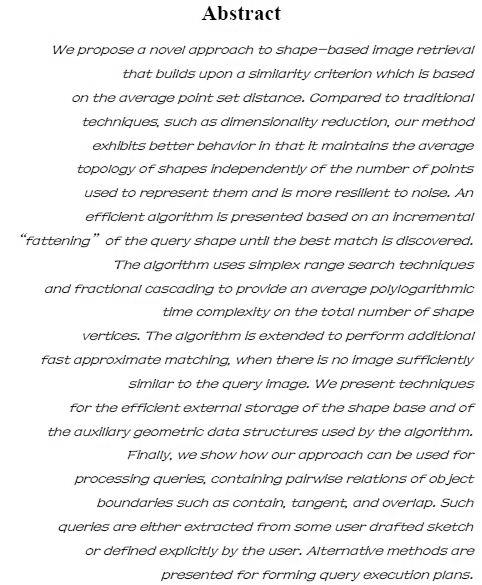 Abstract
We propose a novel approach to shape-based image retrieval
that builds upon a similarity criterion which is based
on the average point set distance. Compared to traditional
techniques, such as dimensionality reduction, our method
exhibits better behavior in that it maintains the average
topology of shapes independently of the number of points
used to represent them and is more resilient to noise. An
efficient algorithm is presented based on an incremental
“fattening” of the query shape until the best match is discovered.
The algorithm uses simplex range search techniques
and fractional cascading to provide an average polylogarithmic
time complexity on the total number of shape
vertices. The algorithm is extended to perform additional
fast approximate matching, when there is no image sufficiently
similar to the query image. We present techniques
for the efficient external storage of the shape base and of
the auxiliary geometric data structures used by the algorithm.
Finally, we show how our approach can be used for
processing queries, containing pairwise relations of object
boundaries such as contain, tangent, and overlap. Such
queries are either extracted from some user drafted sketch
or defined explicitly by the user. Alternative methods are
presented for forming query execution plans.